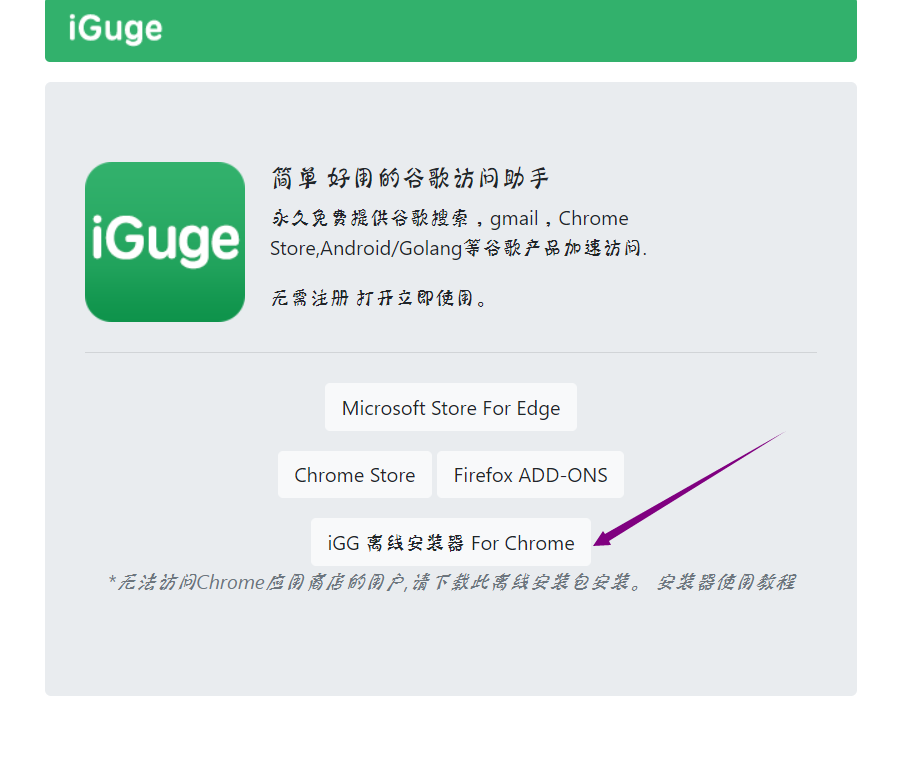 iGuge
iGuge
简单 好用的谷歌访问助手
永久免费提供谷歌搜索，gmail，Chrome
Store,Android/Golang等谷歌产品加速访问.
无需注册 打开立即使用。
Microsoft Store For Edge
Chrome Store
Firefox ADD-ONS
iGG 离线安装器 For Chrome
*无法访问Chrome应用商店的用户,请下载此离线安装包安装。 安装器使用教程